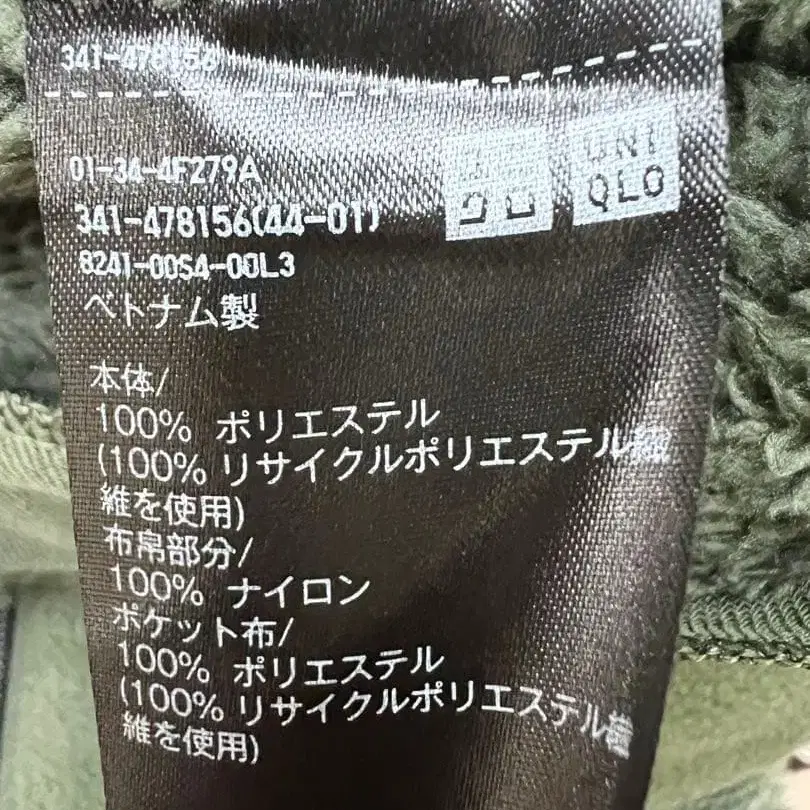 341-478156
ユニ
クロ
UNI
QLO
01-34-4F279A
341-478156(44-01)
8241-00S4-00L3
ベトナム製
本体/
100% ポリエステル
(100% リサイクルポリエステル繊
維を使用)
布帛部分/
100% ナイロン
ポケット布/
100% ポリエステル
(100% リサイクルポリエステル繊
維を使用)